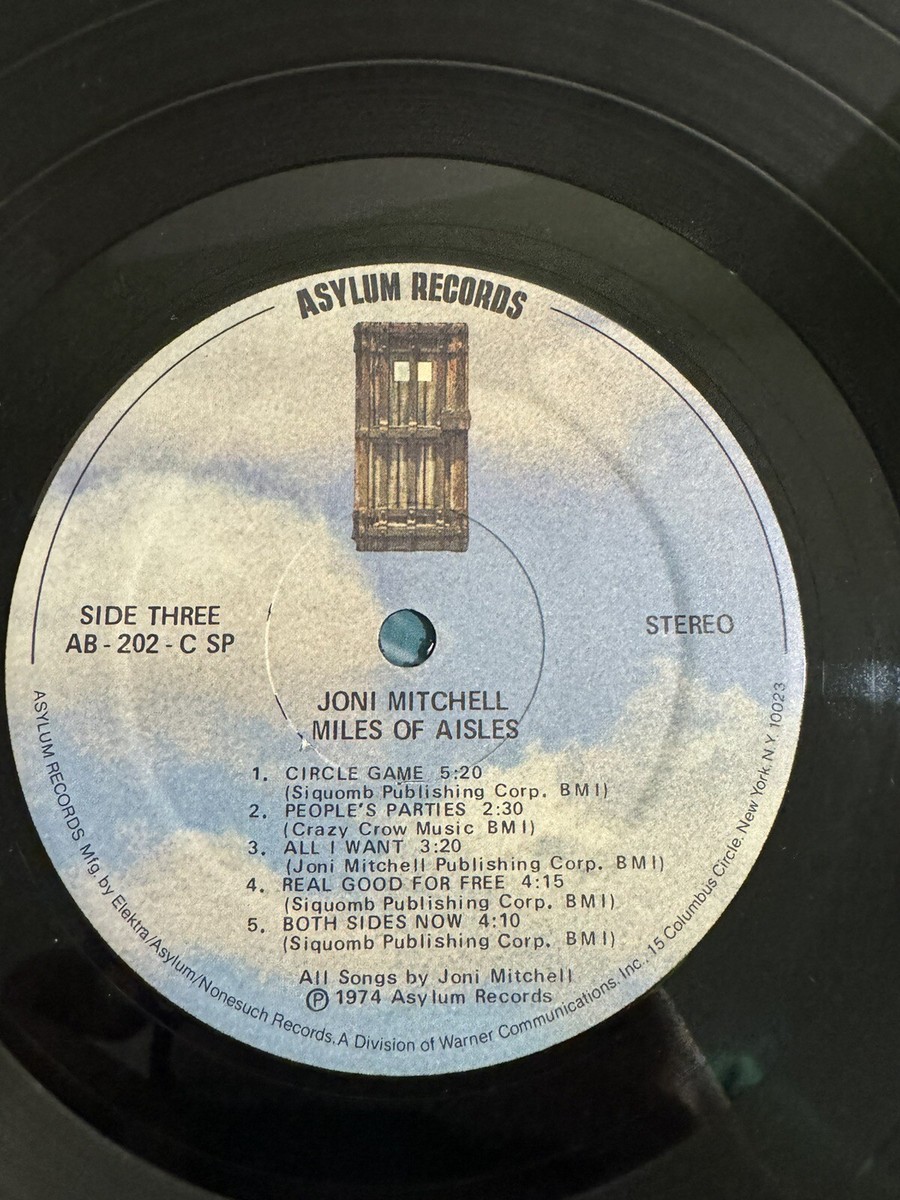 ASYLUM RECORDS
SIDE THREE
AB - 202 - C SP
STEREO
JONI MITCHELL
MILES OF AISLES
1. CIRCLE GAME 5:20
(Siquomb Publishing Corp. BMI)
2. PEOPLE'S PARTIES 2:30
(Crazy Crow Music BMI)
3. ALL I WANT 3:20
(Joni Mitchell Publishing Corp. BMI)
4. REAL GOOD FOR FREE 4:15
(Siquomb Publishing Corp. BMI)
5. BOTH SIDES NOW 4:10
(Siquomb Publishing Corp. BMI)
All Songs by Joni Mitchell
℗ 1974 Asylum Records
ASYLUM RECORDS Mfg. by Elektra/Asylum/Nonesuch Records. A Division of Warner Communications. Inc., 15 Columbus Circle. New York. N.Y. 10023